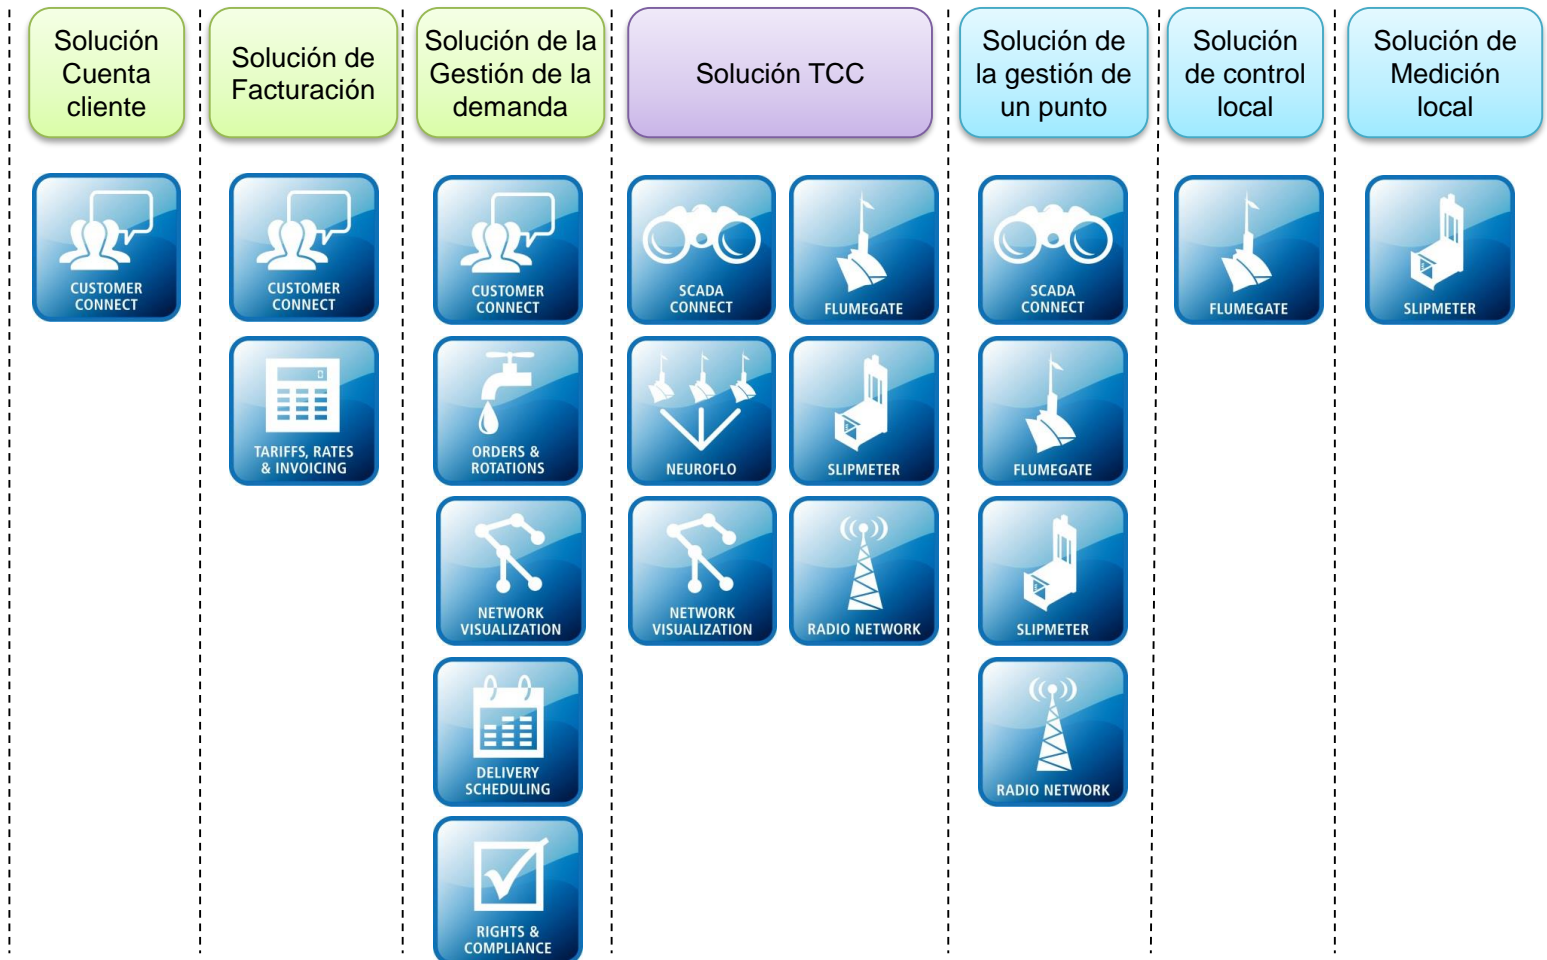 Solución
Cuenta
cliente
Solución de
Facturación
Solución de la
Gestión de la
demanda
Solución TCC
Solución de
la gestión de
un punto
Solución
de control
local
Solución de
Medición
local
CUSTOMER
CONNECT
CUSTOMER
CONNECT
TARIFFS, RATES
& INVOICING
CUSTOMER
CONNECT
ORDERS &
ROTATIONS
NETWORK
VISUALIZATION
DELIVERY
SCHEDULING
RIGHTS &
COMPLIANCE
SCADA
CONNECT
FLUMEGATE
NEUROFLO
SLIPMETER
NETWORK
VISUALIZATION
RADIO NETWORK
SCADA
CONNECT
FLUMEGATE
SLIPMETER
RADIO NETWORK
FLUMEGATE
SLIPMETER